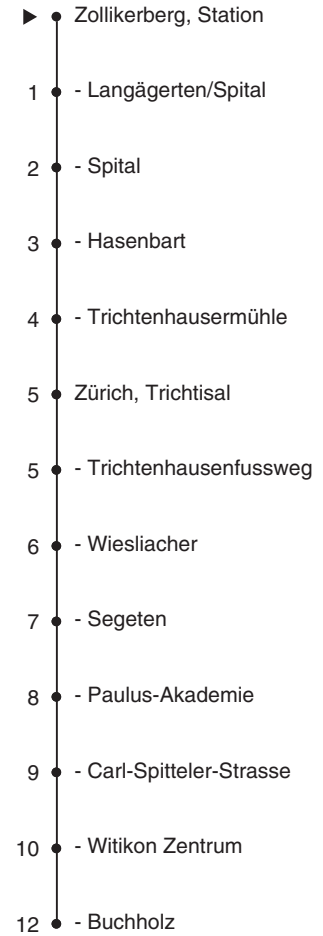 Zollikerberg, Station
1 - Langägerten/Spital
2 - Spital
3 - Hasenbart
4 - Trichtenhausermühle
5 Zürich, Trichtisal
5 - Trichtenhausenfussweg
6 - Wiesliacher
7 - Segeten
8 - Paulus-Akademie
9 - Carl-Spitteler-Strasse
10 - Witikon Zentrum
12 - Buchholz